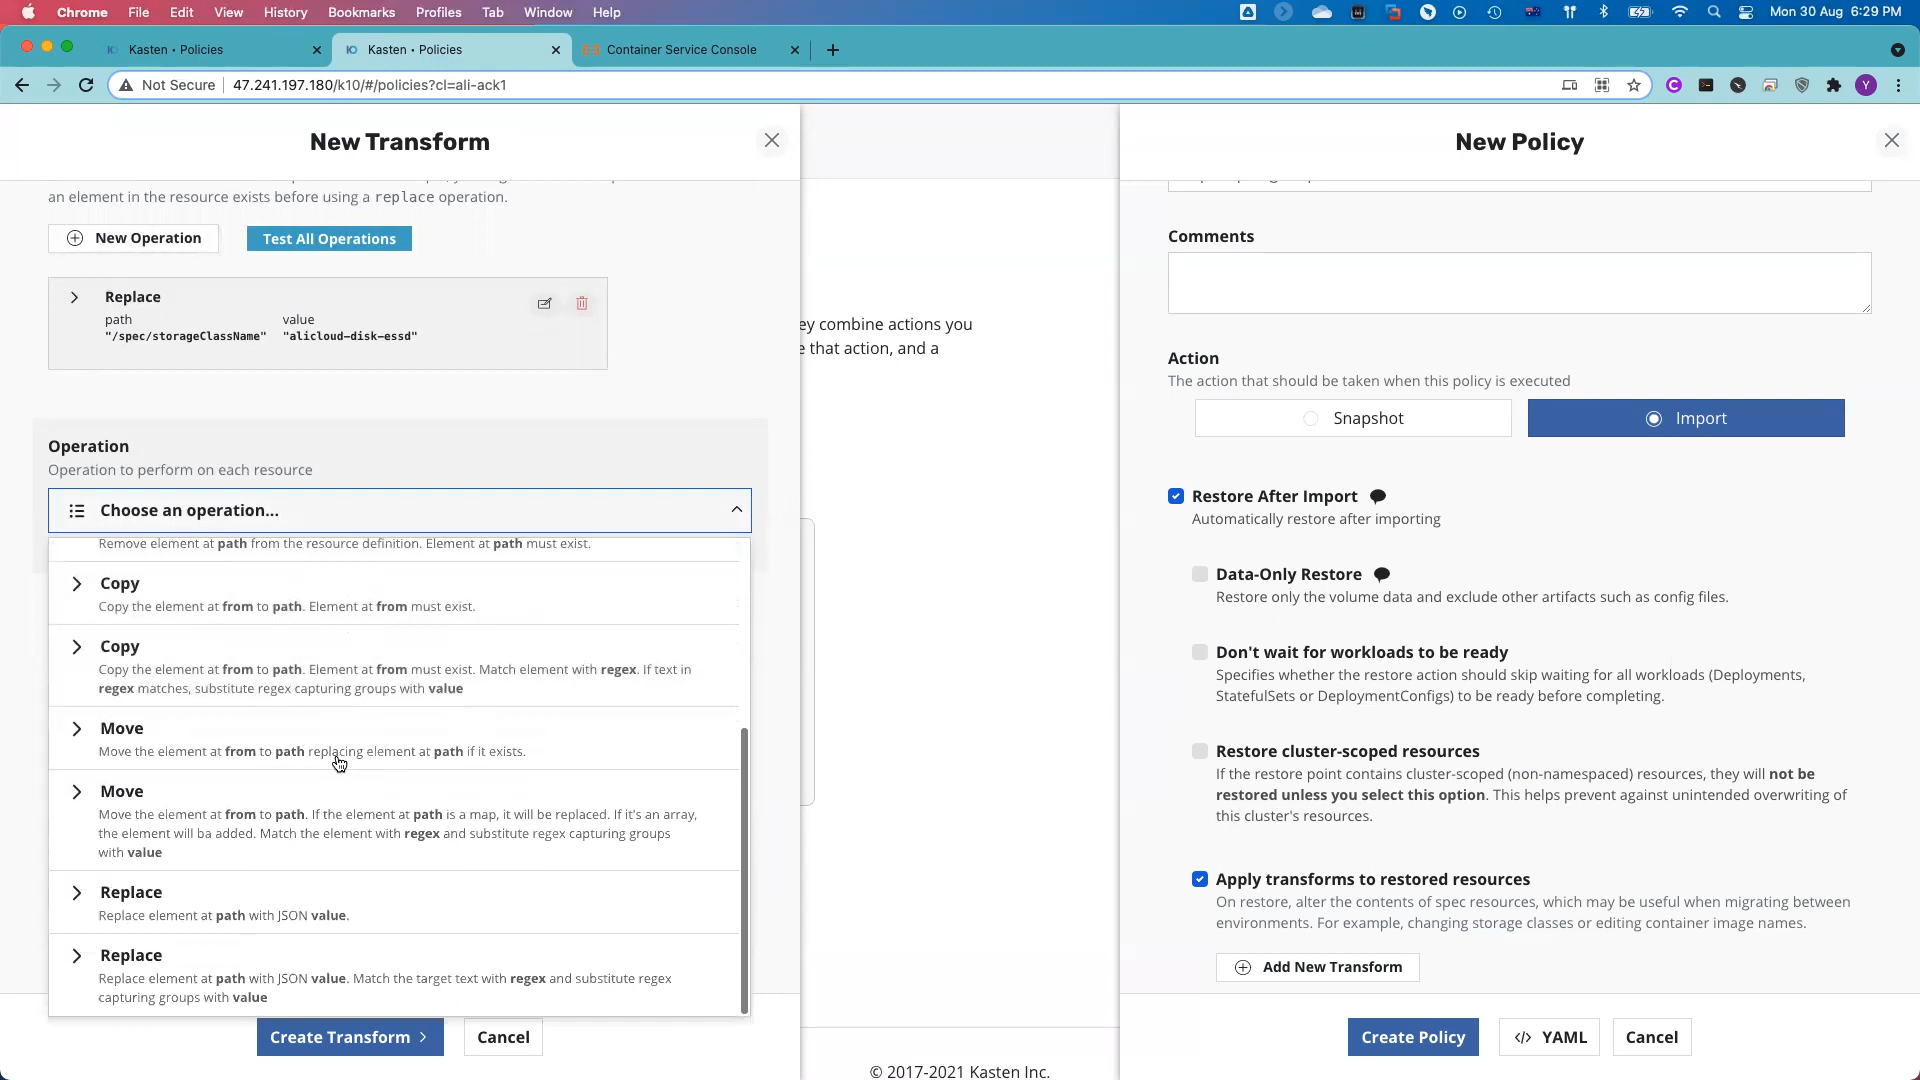 Chrome File Edit View History Bookmarks Profiles Tab Window Help
Mon 30 Aug 6:29 PM
Kasten • Policies
Kasten • Policies
Container Service Console
Not Secure
47.241.197.180/k10/#/policies?cl=ali-ack1
Y
New Transform
an element in the resource exists before using a replace operation.
New Operation
Test All Operations
Replace
path value
"/spec/storageClassName" "alicloud-disk-essd"
Operation
Operation to perform on each resource
Choose an operation...
Remove element at path from the resource definition. Element at path must exist.
Copy
Copy the element at from to path. Element at from must exist.
Copy
Copy the element at from to path. Element at from must exist. Match element with regex. If text in
regex matches, substitute regex capturing groups with value
Move
Move the element at from to path replacing element at path if it exists.
Move
Move the element at from to path. If the element at path is a map, it will be replaced. If it's an array,
the element will ba added. Match the element with regex and substitute regex capturing groups
with value
Replace
Replace element at path with JSON value.
Replace
Replace element at path with JSON value. Match the target text with regex and substitute regex
capturing groups with value
Create Transform
Cancel
ey combine actions you
e that action, and a
© 2017-2021 Kasten Inc.
New Policy
Comments
Action
The action that should be taken when this policy is executed
Snapshot
Import
Restore After Import
Automatically restore after importing
Data-Only Restore
Restore only the volume data and exclude other artifacts such as config files.
Don't wait for workloads to be ready
Specifies whether the restore action should skip waiting for all workloads (Deployments,
StatefulSets or DeploymentConfigs) to be ready before completing.
Restore cluster-scoped resources
If the restore point contains cluster-scoped (non-namespaced) resources, they will not be
restored unless you select this option. This helps prevent against unintended overwriting of
this cluster's resources.
Apply transforms to restored resources
On restore, alter the contents of spec resources, which may be useful when migrating between
environments. For example, changing storage classes or editing container image names.
Add New Transform
Create Policy
</> YAML
Cancel